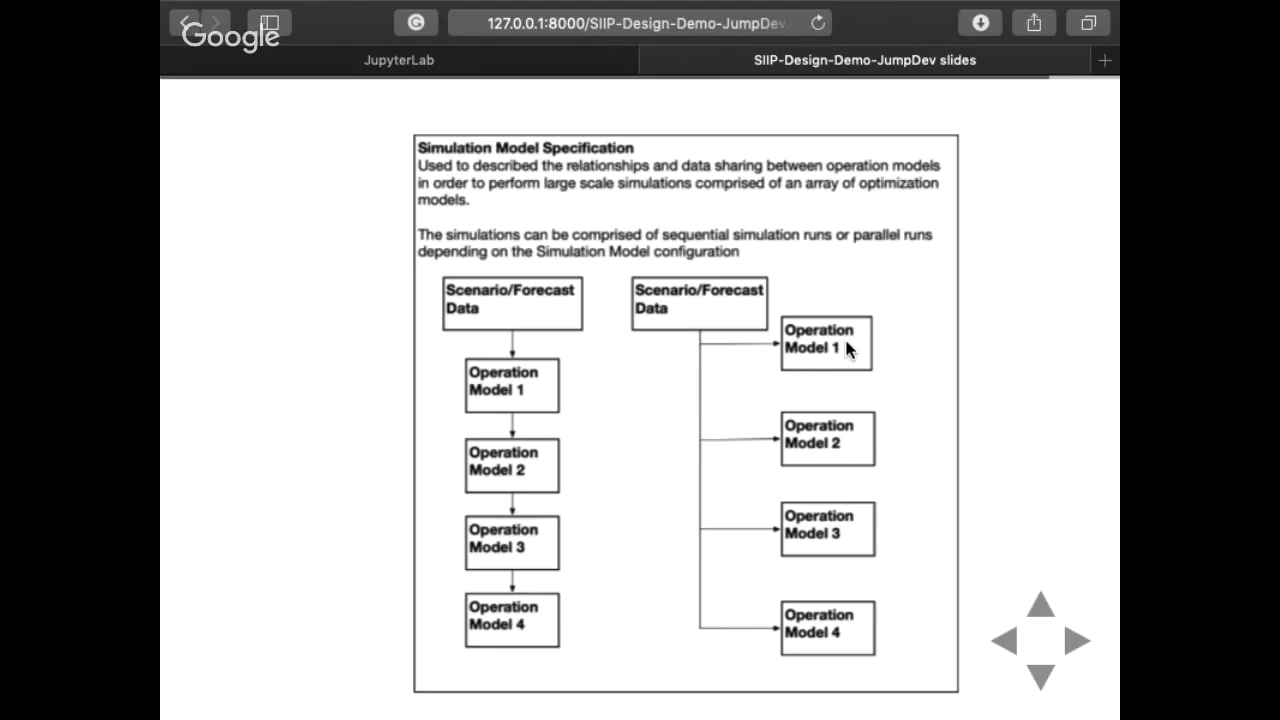 Google
127.0.0.1:8000/SIIP-Design-Demo-JumpDev
JupyterLab
SIIP-Design-Demo-JumpDev slides
Simulation Model Specification
Used to described the relationships and data sharing between operation models
in order to perform large scale simulations comprised of an array of optimization
models.
The simulations can be comprised of sequential simulation runs or parallel runs
depending on the Simulation Model configuration
Scenario/Forecast
Data
Operation
Model 1
Operation
Model 2
Operation
Model 3
Operation
Model 4
Scenario/Forecast
Data
Operation
Model 1
Operation
Model 2
Operation
Model 3
Operation
Model 4